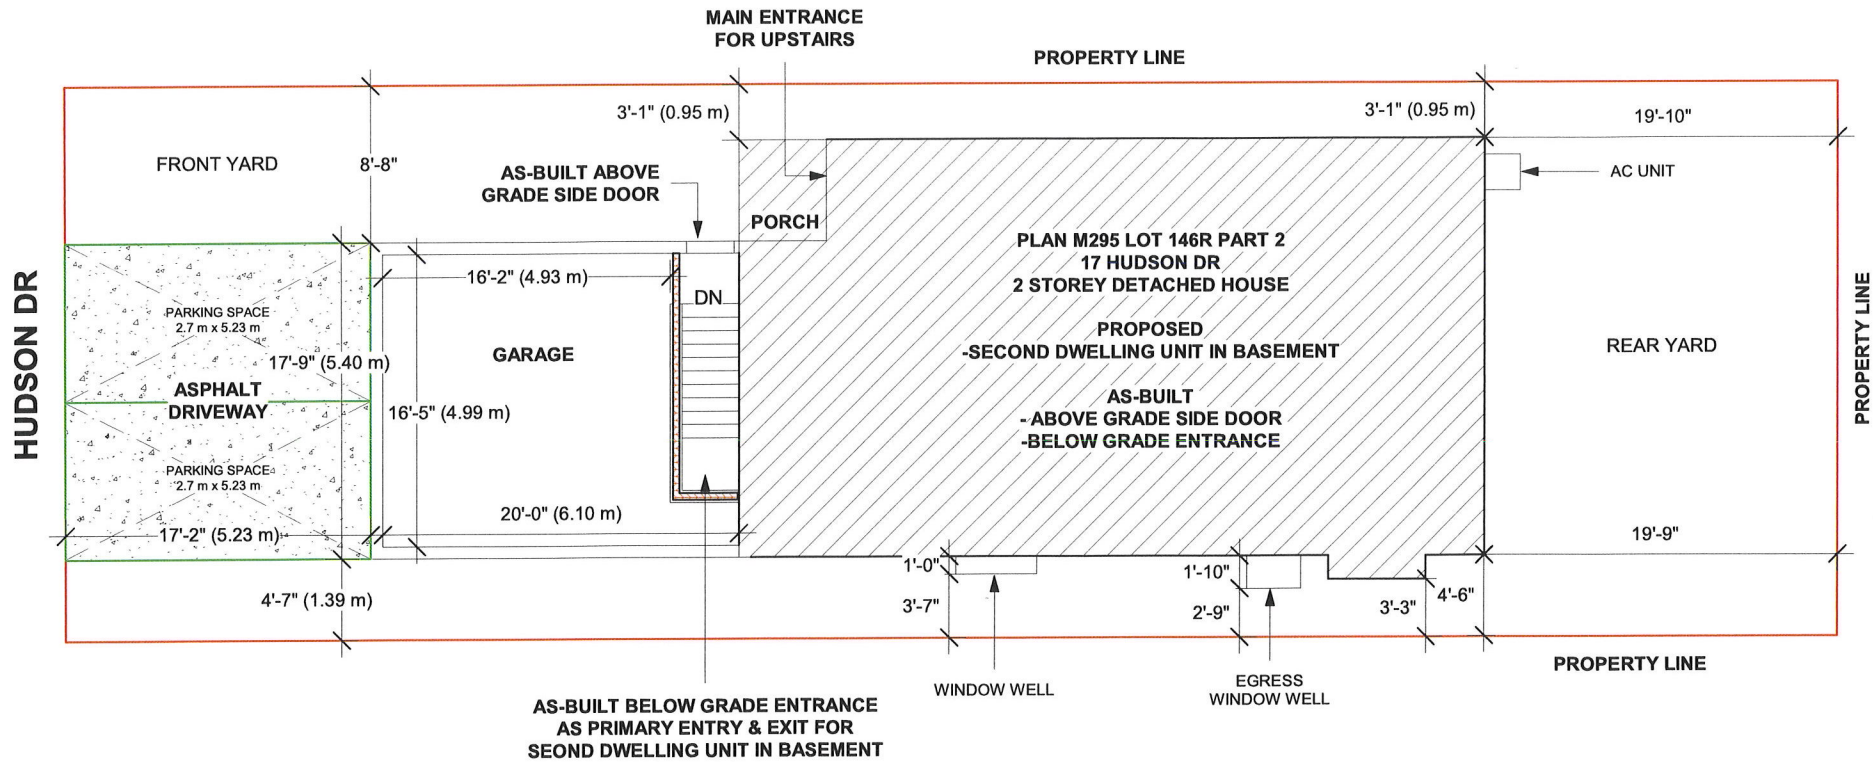 MAIN ENTRANCE
FOR UPSTAIRS
PROPERTY LINE
3'-1" (0.95 m)
3'-1" (0.95 m)
19'-10"
FRONT YARD
8'-8"
AS-BUILT ABOVE
GRADE SIDE DOOR
AC UNIT
PORCH
HUDSON DR
PLAN M295 LOT 146R PART 2
17 HUDSON DR
2 STOREY DETACHED HOUSE
PROPOSED
-SECOND DWELLING UNIT IN BASEMENT
AS-BUILT
- ABOVE GRADE SIDE DOOR
-BELOW GRADE ENTRANCE
16'-2" (4.93 m)
DN
PARKING SPACE
2.7 m x 5.23 m
GARAGE
17'-9" (5.40 m)
ASPHALT
DRIVEWAY
16'-5" (4.99 m)
REAR YARD
PROPERTY LINE
PARKING SPACE
2.7 m x 5.23 m
20'-0" (6.10 m)
17'-2" (5.23 m)
19'-9"
1'-0"
1'-10"
4'-7" (1.39 m)
3'-7"
2'-9"
3'-3"
4'-6"
PROPERTY LINE
WINDOW WELL
EGRESS
WINDOW WELL
AS-BUILT BELOW GRADE ENTRANCE
AS PRIMARY ENTRY & EXIT FOR
SEOND DWELLING UNIT IN BASEMENT